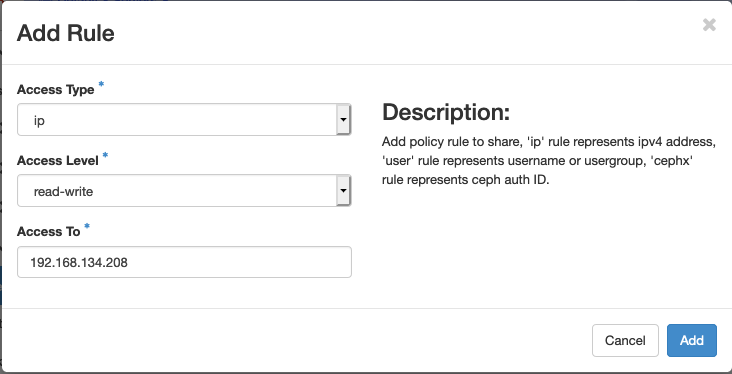 Add Rule
×
Access Type *
ip
Access Level *
read-write
Access To *
192.168.134.208
Description:
Add policy rule to share, 'ip' rule represents ipv4 address,
'user' rule represents username or usergroup, 'cephx'
rule represents ceph auth ID.
Cancel
Add